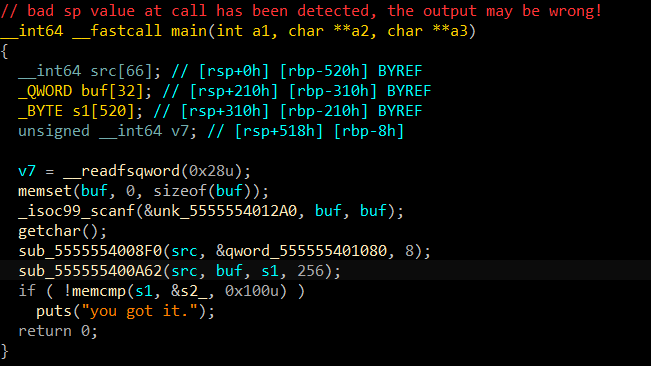 // bad sp value at call has been detected, the output may be wrong!
__int64 __fastcall main(int a1, char **a2, char **a3)
{
  __int64 src[66]; // [rsp+0h] [rbp-520h] BYREF
  _QWORD buf[32]; // [rsp+210h] [rbp-310h] BYREF
  _BYTE s1[520]; // [rsp+310h] [rbp-210h] BYREF
  unsigned __int64 v7; // [rsp+518h] [rbp-8h]

  v7 = __readfsqword(0x28u);
  memset(buf, 0, sizeof(buf));
  _isoc99_scanf(&unk_5555554012A0, buf, buf);
  getchar();
  sub_5555554008F0(src, &qword_555555401080, 8);
  sub_555555400A62(src, buf, s1, 256);
  if ( !memcmp(s1, &s2_, 0x100u) )
    puts("you got it.");
  return 0;
}